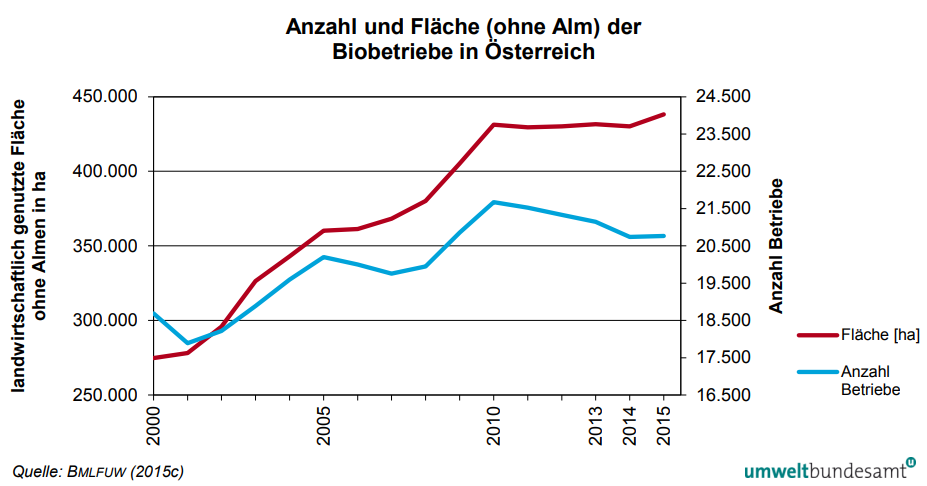 Anzahl und Fläche (ohne Alm) der
Biobetriebe in Österreich
landwirtschaftlich genutzte Fläche
ohne Almen in ha
450.000
400.000
350.000
300.000
250.000
24.500
23.500
22.500
21.500
20.500
19.500
18.500
17.500
16.500
Anzahl Betriebe
2000
2005
2010
2013
2014
2015
Fläche [ha]
Anzahl
Betriebe
Quelle: BMLFUW (2015c)
umweltbundesamt u